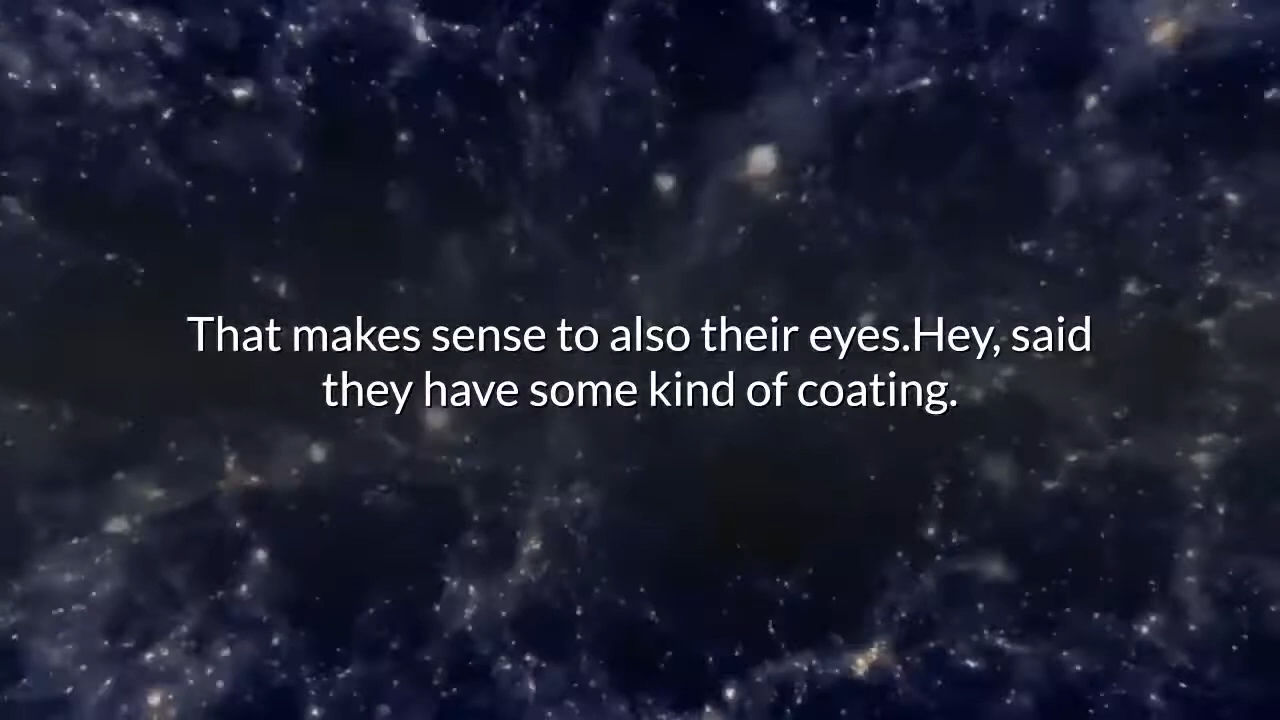 That makes sense to also their eyes.Hey, said
they have some kind of coating.